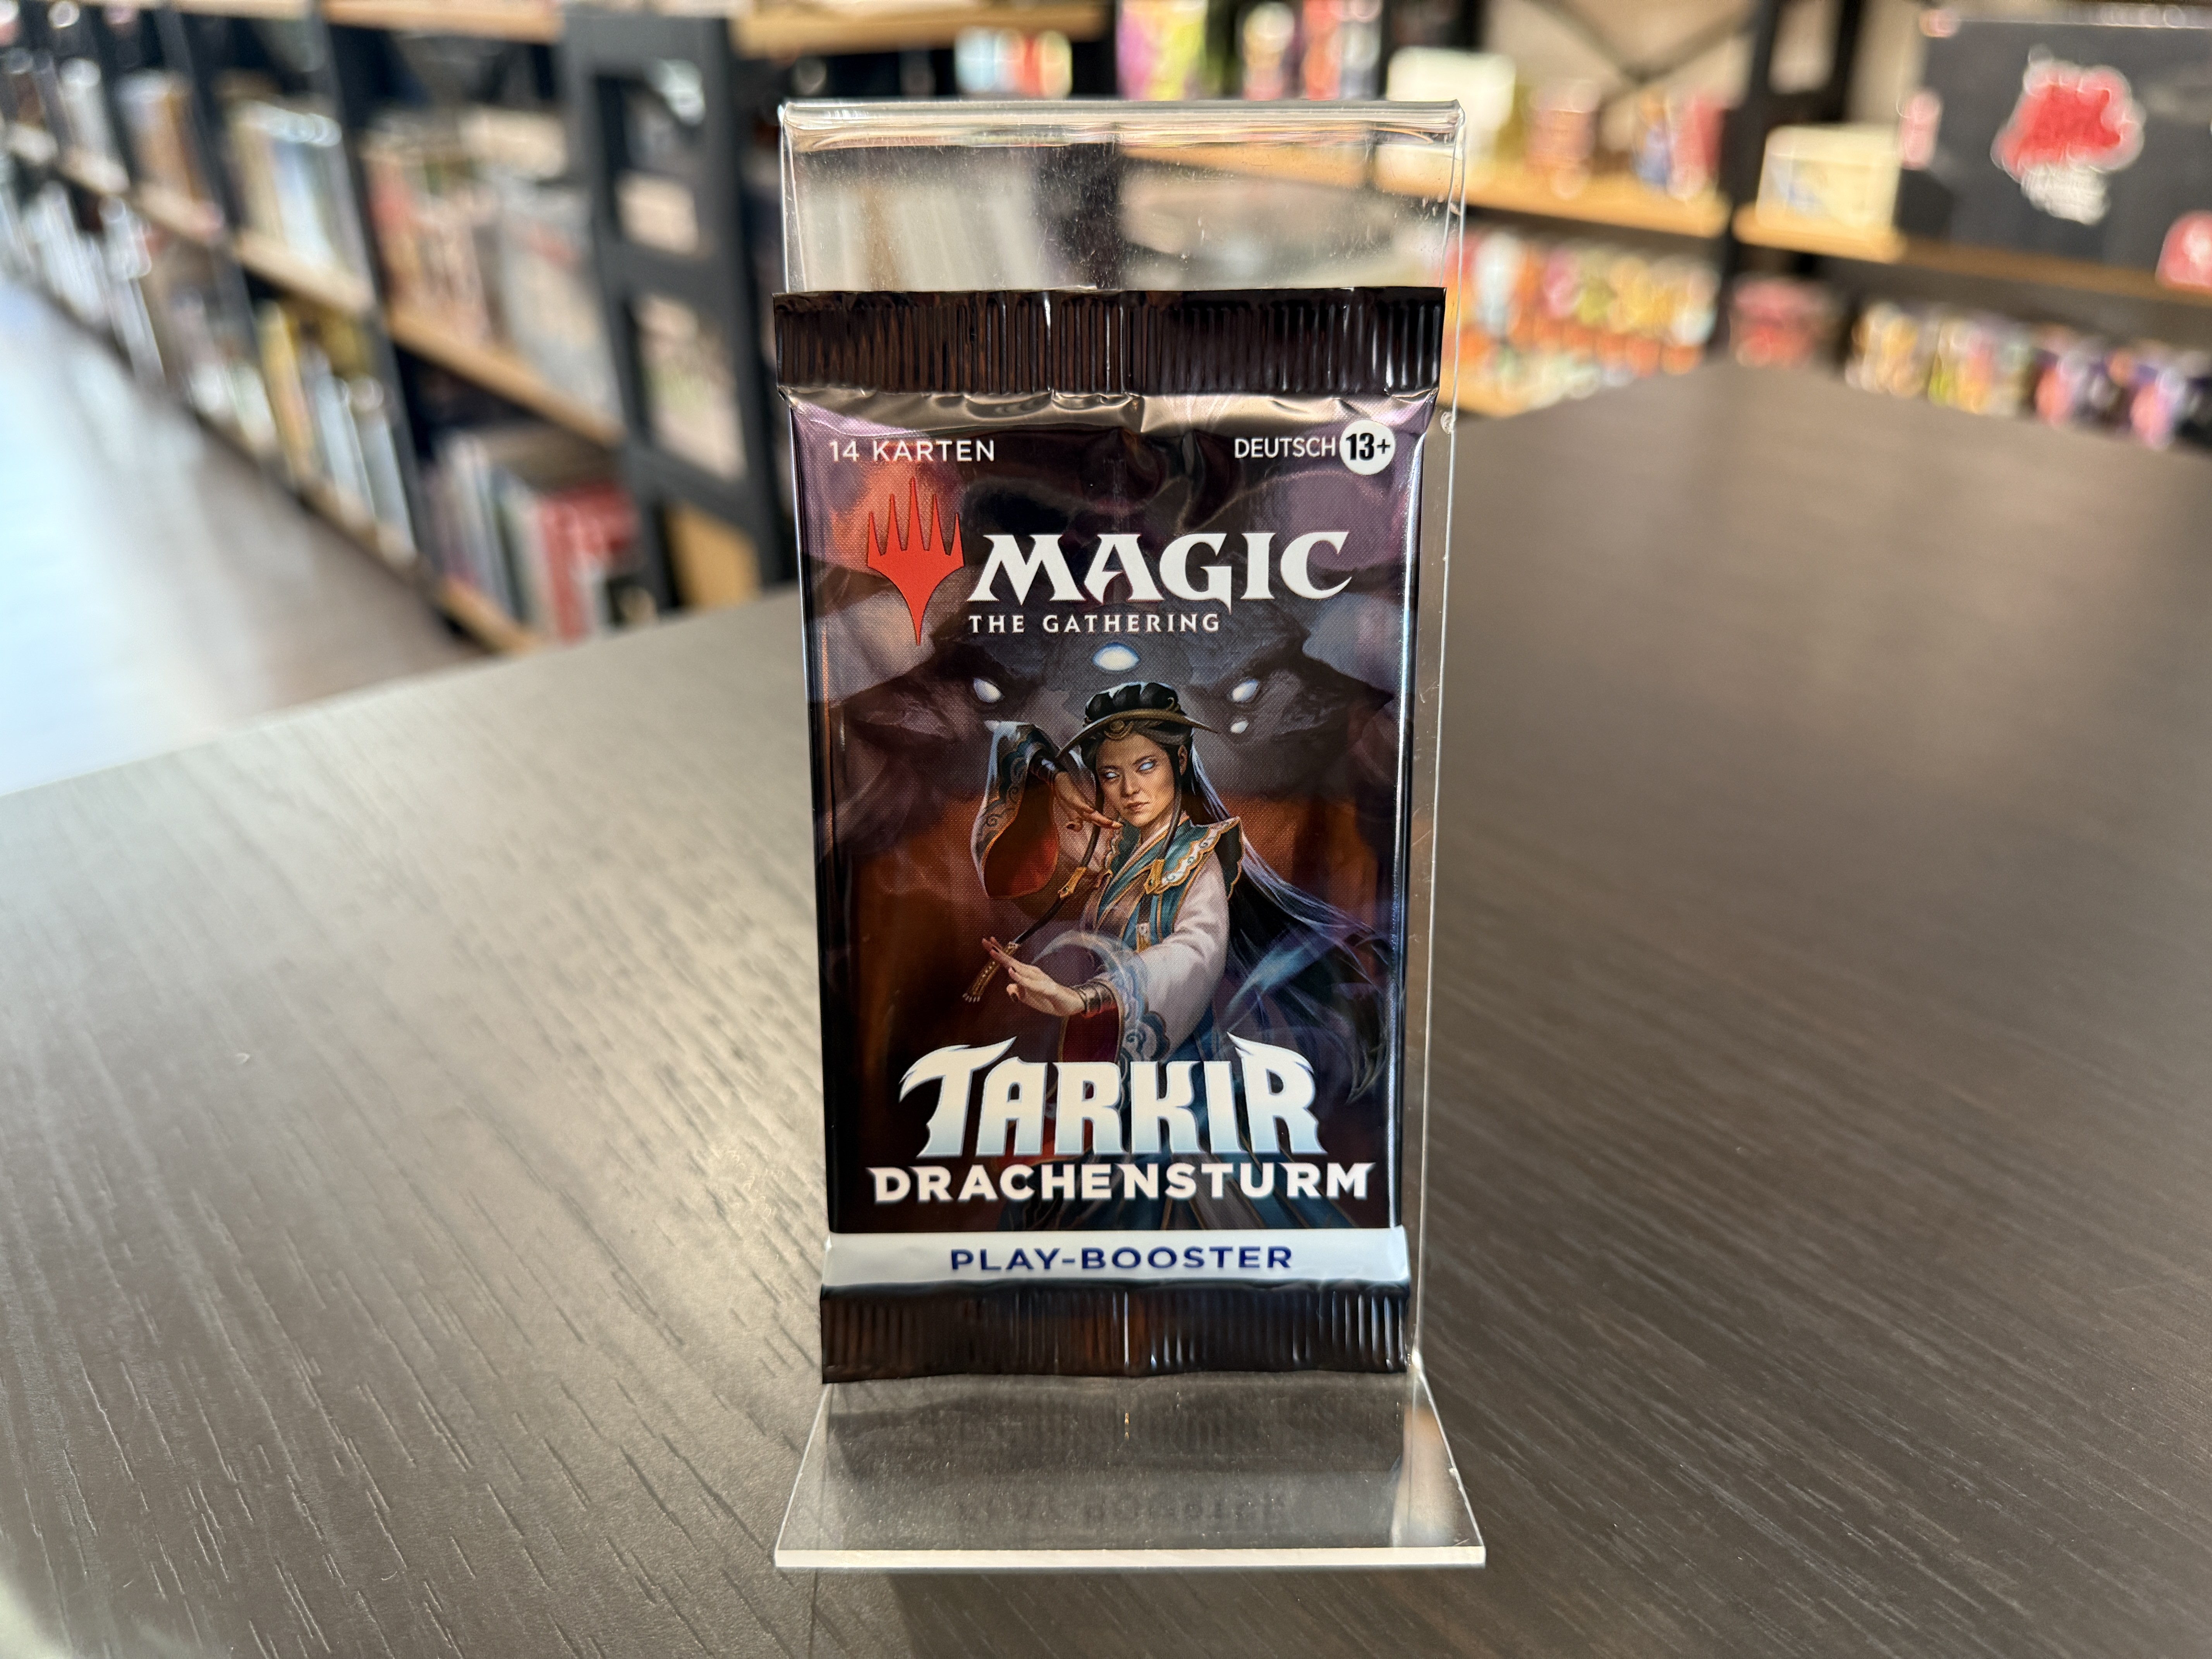 14 KARTEN
DEUTSCH 13+
MAGIC
THE GATHERING
TARKIR
DRACHENSTURM
PLAY-BOOSTER